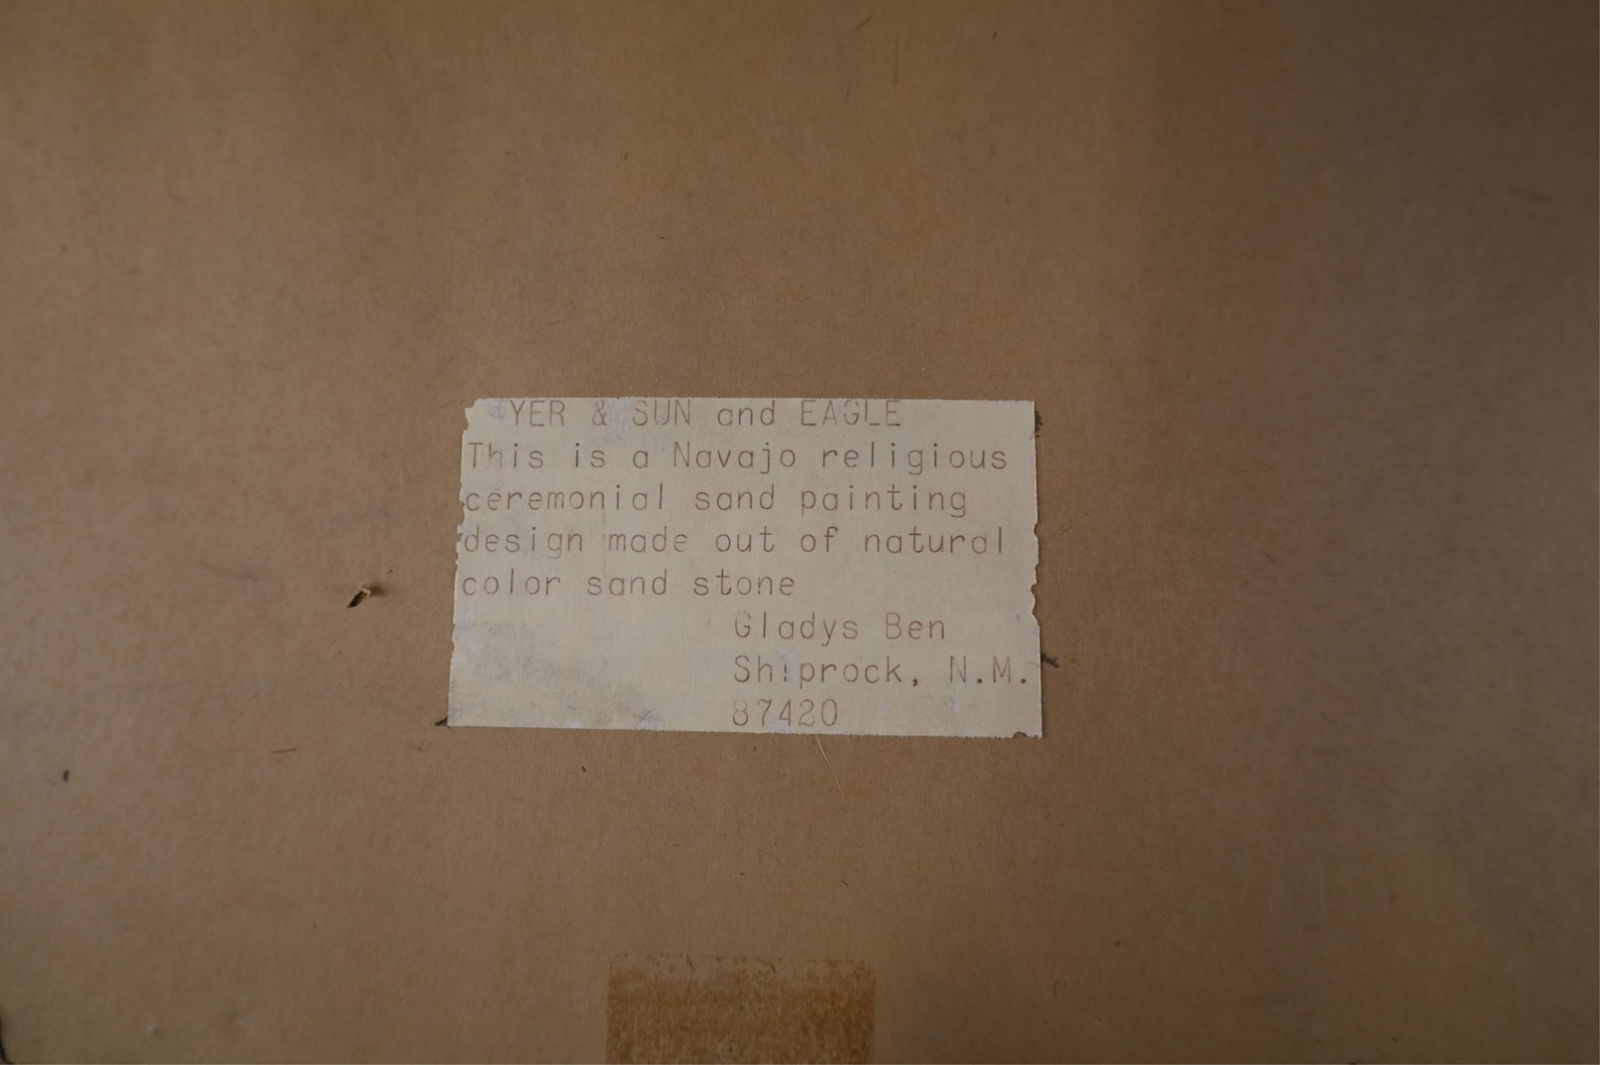 YER & SUN and EAGLE
This is a Navajo religious
ceremonial sand painting
design made out of natural
color sand stone
Gladys Ben
Shiprock, N.M.
87420